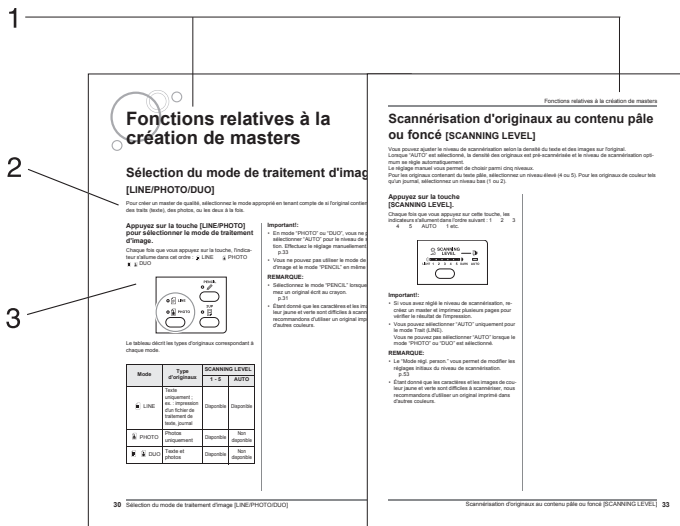 1
2
3
Fonctions relatives à la
création de masters
Sélection du mode de traitement d'imag
[LINE/PHOTO/DUO]
Pour créer un master de qualité, sélectionnez le mode approprié en tenant compte de si l'original contien
des traits (texte), des photos, ou les deux à la fois.
Appuyez sur la touche [LINE/PHOTO]
pour sélectionner le mode de traitement
d'image.
Chaque fois que vous appuyez sur la touche, l'indica-
teur s'allume dans cet ordre : LINE PHOTO
DUO
PENCIL
LINE
PHOTO
SUP
Le tableau décrit les types d'originaux correspondant à
chaque mode.
Mode Type d'originaux SCANNING LEVEL
1 - 5 AUTO
LINE Texte
uniquement ;
ex. : impression
d'un fichier de
traitement de
texte, journal
Disponible Disponible
PHOTO Photos
uniquement
Disponible Non
disponible
DUO Texte et
photos
Disponible Non
disponible
Important!:
• En mode "PHOTO" ou "DUO", vous ne p
sélectionner "AUTO" pour le niveau de s
tion. Effectuez le réglage manuellement.
p.33
• Vous ne pouvez pas utiliser le mode de
d'image et le mode "PENCIL" en même
REMARQUE:
• Sélectionnez le mode "PENCIL" lorsque
mez un original écrit au crayon.
p.31
• Étant donné que les caractères et les ima
leur jaune et verte sont difficiles à scann
recommandons d'utiliser un original imp
d'autres couleurs.
30 Sélection du mode de traitement d'image [LINE/PHOTO/DUO]
Fonctions relatives à la création de masters
Scannérisation d'originaux au contenu pâle
ou foncé [SCANNING LEVEL]
Vous pouvez ajuster le niveau de scannérisation selon la densité du texte et des images sur l'original.
Lorsque "AUTO" est sélectionné, la densité des originaux est pré-scannérisée et le niveau de scannérisation opti-
mum se règle automatiquement.
Le réglage manuel vous permet de choisir parmi cinq niveaux.
Pour les originaux contenant du texte pâle, sélectionnez un niveau élevé (4 ou 5). Pour les originaux de couleur tels
qu'un journal, sélectionnez un niveau bas (1 ou 2).
Appuyez sur la touche
[SCANNING LEVEL].
Chaque fois que vous appuyez sur cette touche, les
indicateurs s'allument dans l'ordre suivant : 1 2 3
4 5 AUTO 1 etc.
SCANNING
LEVEL
LIGHT 1 2 3 4 5 DARK AUTO
Important!:
• Si vous avez réglé le niveau de scannérisation, re-
créez un master et imprimez plusieurs pages pour
vérifier le résultat de l'impression.
• Vous pouvez sélectionner "AUTO" uniquement pour
le mode Trait (LINE).
Vous ne pouvez pas sélectionner "AUTO" lorsque le
mode "PHOTO" ou "DUO" est sélectionné.
REMARQUE:
• Le "Mode régl. person." vous permet de modifier les
réglages initiaux du niveau de scannérisation.
p.53
• Étant donné que les caractères et les images de cou-
leur jaune et verte sont difficiles à scannériser, nous
recommandons d'utiliser un original imprimé dans
d'autres couleurs.
Scannérisation d'originaux au contenu pâle ou foncé [SCANNING LEVEL] 33